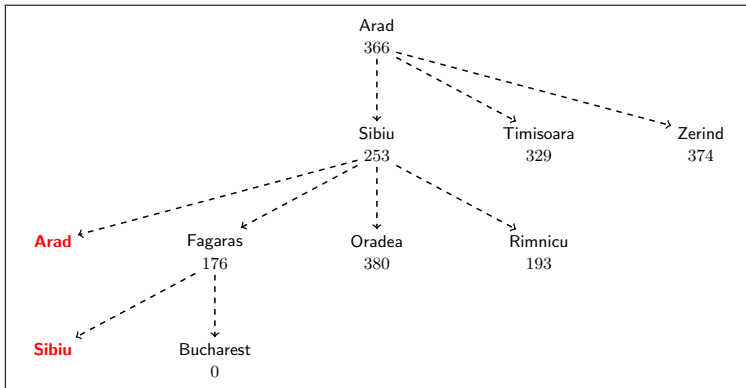 Arad
366
Sibiu Timisoara Zerind
253 329 374
Arad Fagaras Oradea Rimnicu
176 380 193
Sibiu Bucharest
0